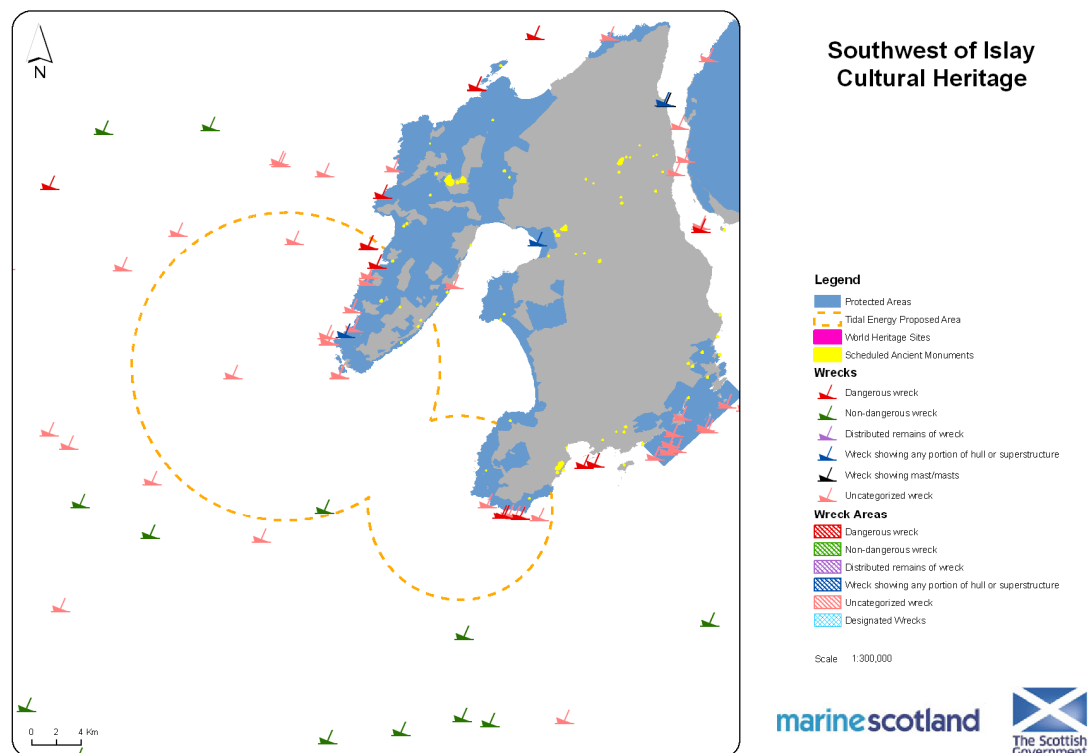 Southwest of Islay
Cultural Heritage
N
Legend
Protected Areas
Tidal Energy Proposed Area
World Heritage Sites
Scheduled Ancient Monuments
Wrecks
Dangerous wreck
Non-dangerous wreck
Distributed remains of wreck
Wreck showing any portion of hull or superstructure
Wreck showing mast/masts
Uncategorized wreck
Wreck Areas
Dangerous wreck
Non-dangerous wreck
Distributed remains of wreck
Wreck showing any portion of hull or superstructure
Uncategorized wreck
Designated Wrecks
Scale 1:300,000
0 2 4 Km
marinescotland
The Scottish
Government